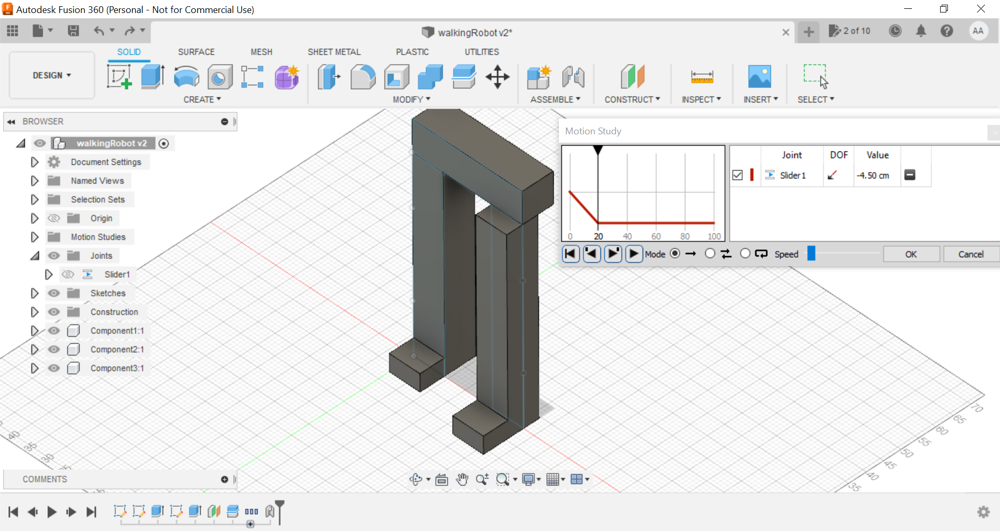 Autodesk Fusion 360 (Personal - Not for Commercial Use)
walkingRobot v2*
2 of 10
AA
DESIGN
SOLID
SURFACE
MESH
SHEET METAL
PLASTIC
UTILITIES
CREATE
MODIFY
ASSEMBLE
CONSTRUCT
INSPECT
INSERT
SELECT
BROWSER
walkingRobot v2
Document Settings
Named Views
Selection Sets
Origin
Motion Studies
Joints
Slider1
Sketches
Construction
Component1:1
Component2:1
Component3:1
Motion Study
0 20 40 60 80 100
Joint DOF Value
Slider1 -4.50 cm
Mode Speed OK Cancel
70
65
60
55
50
45
40
35
40
35
30
COMMENTS